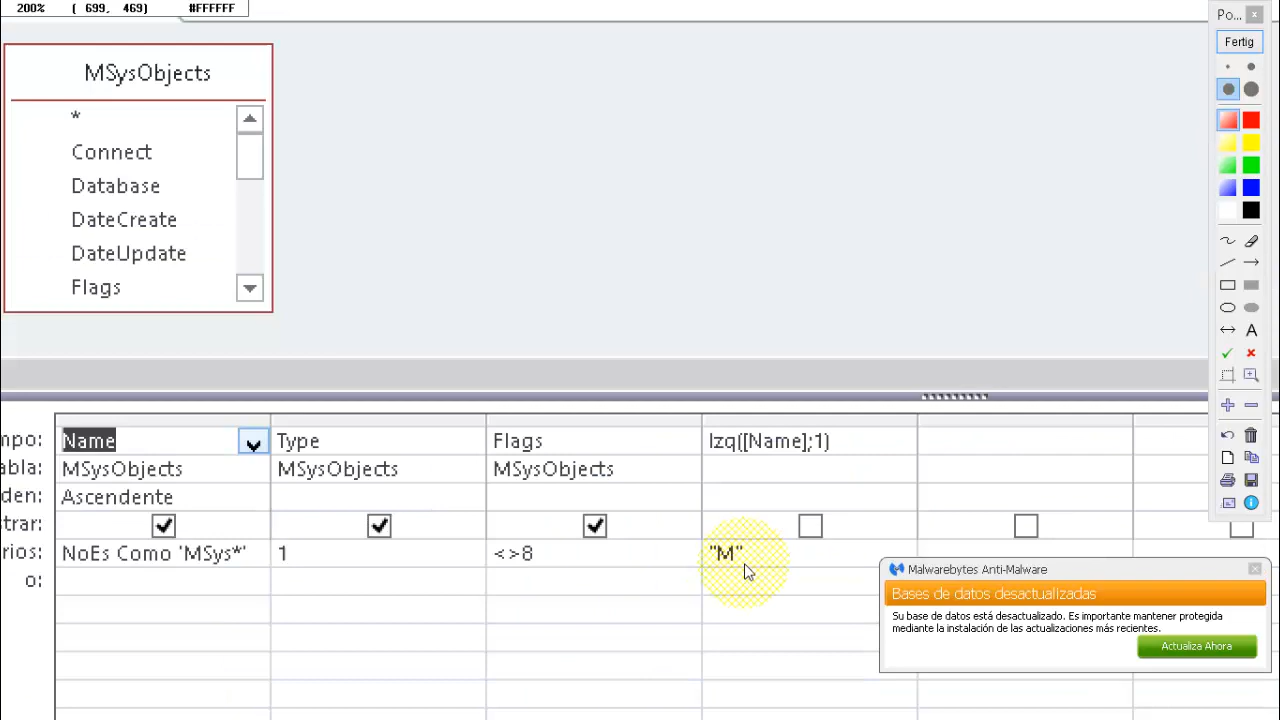 200% ( 699, 469) #FFFFFF
Po...
Fertig
MSysObjects
*
Connect
Database
DateCreate
DateUpdate
Flags
A
mpo: Name Type Flags Izq([Name];1)
abla: MSysObjects MSysObjects MSysObjects
den: Ascendente
trar:
rios: NoEs Como 'MSys*' 1 <>8 "M"
o:
Malwarebytes Anti-Malware
Bases de datos desactualizadas
Su base de datos está desactualizado. Es importante mantener protegida
mediante la instalación de las actualizaciones más recientes.
Actualiza Ahora